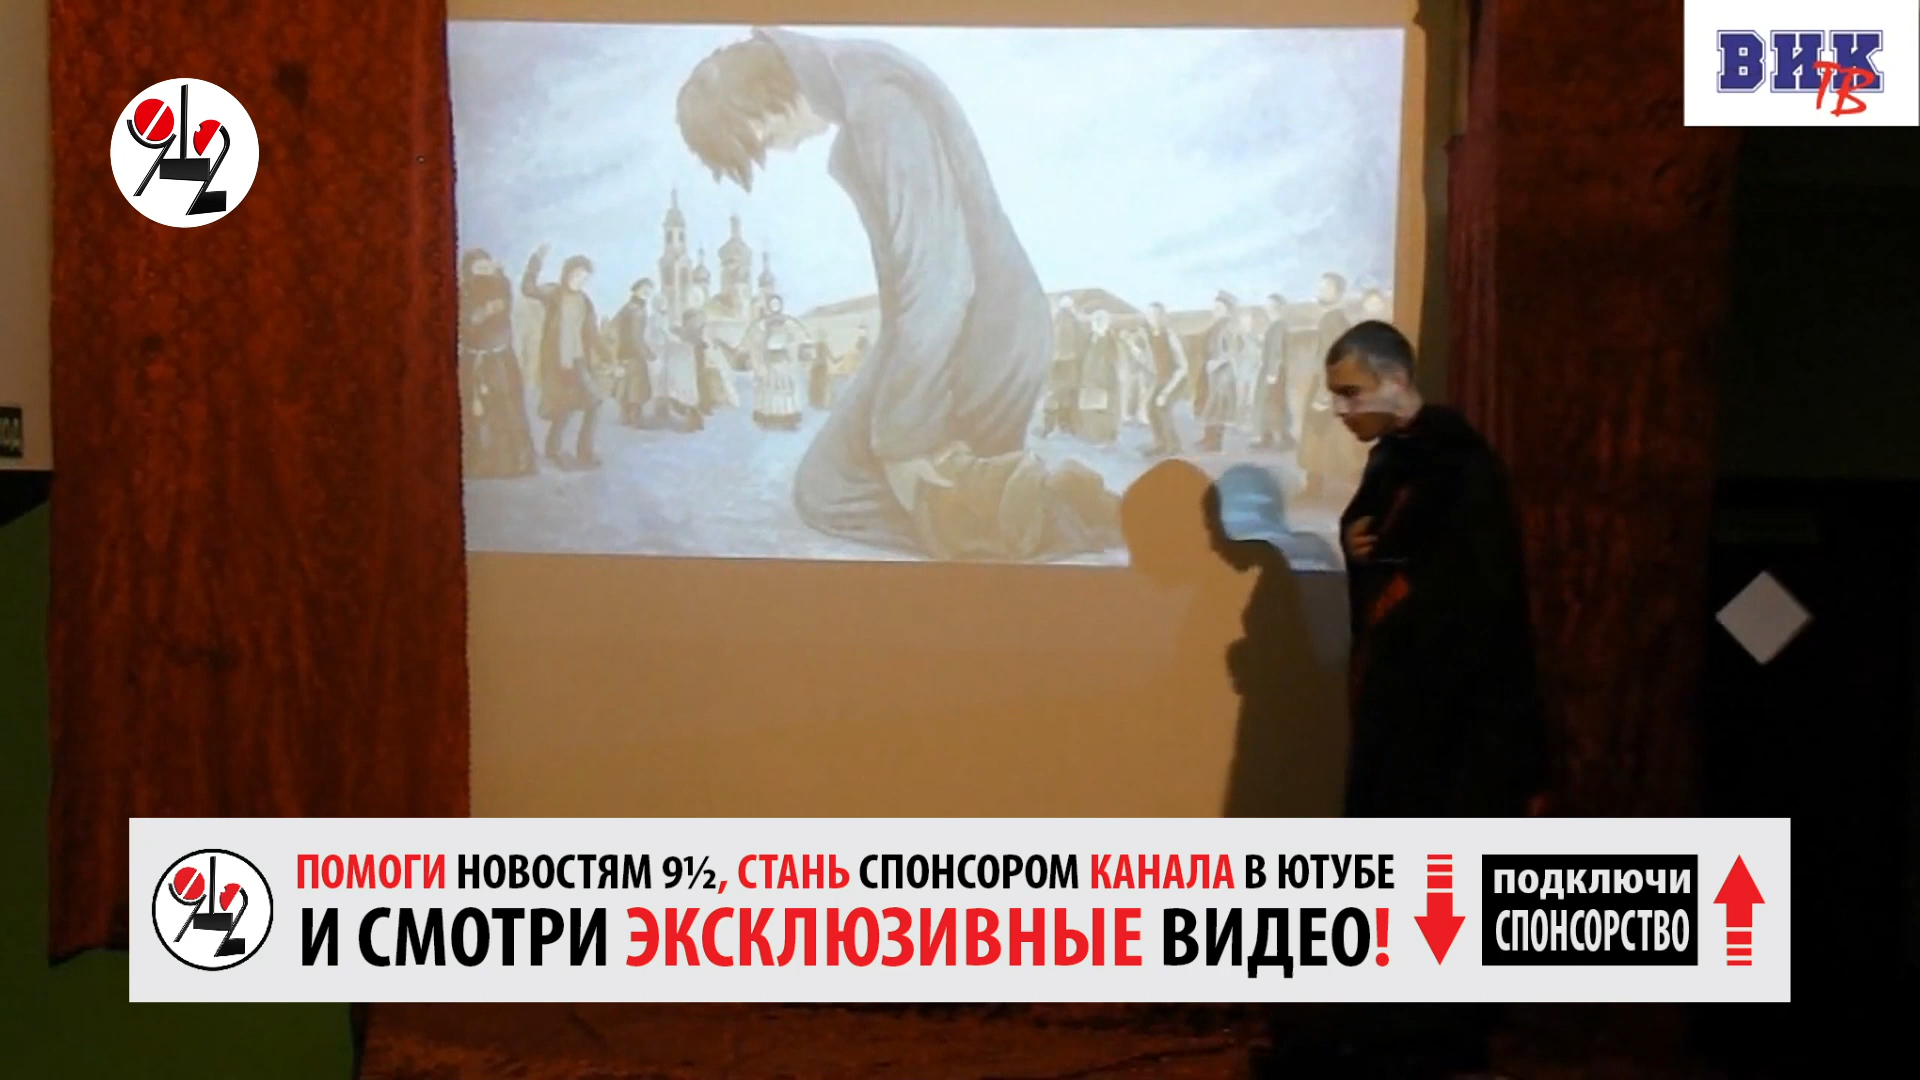 ВИК
ТВ
ПОМОГИ НОВОСТЯМ 9½, СТАНЬ СПОНСОРОМ КАНАЛА В ЮТУБЕ
И СМОТРИ ЭКСКЛЮЗИВНЫЕ ВИДЕО!
подключи
СПОНСОРСТВО